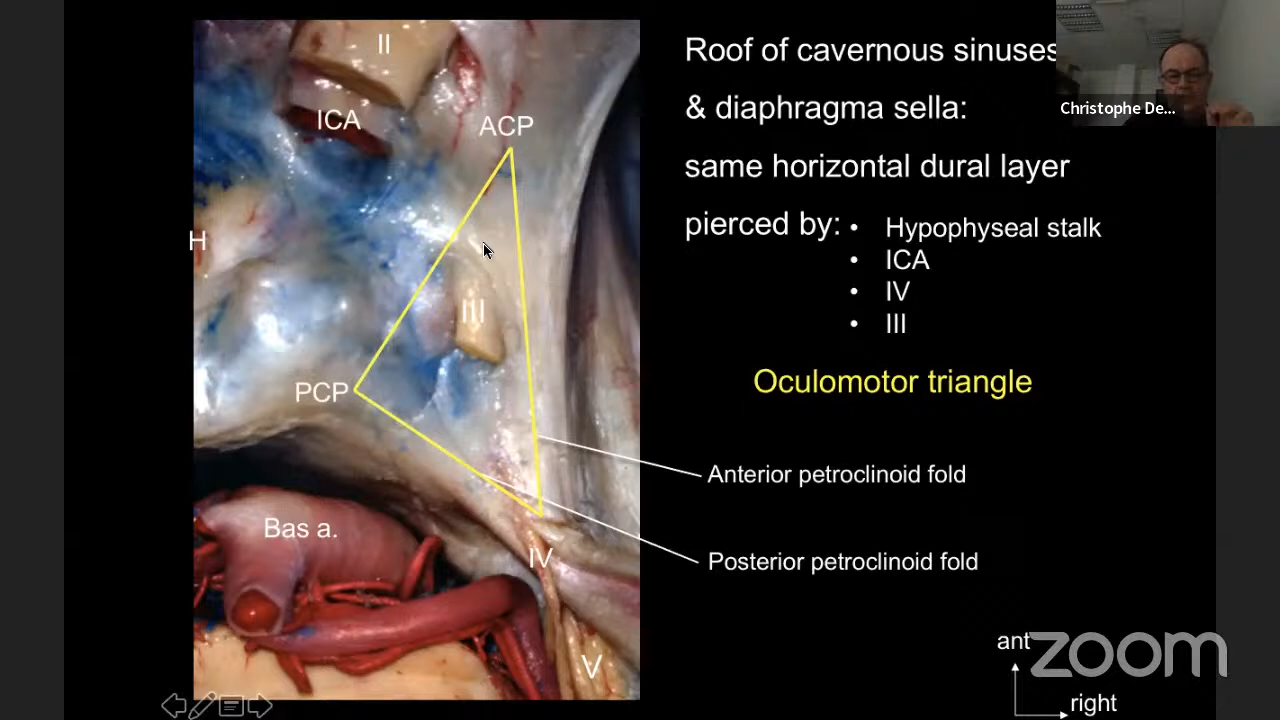 Roof of cavernous sinuses
& diaphragma sella:
same horizontal dural layer
pierced by:
• Hypophyseal stalk
• ICA
• IV
• III
Oculomotor triangle
Anterior petroclinoid fold
Posterior petroclinoid fold
II
ICA
ACP
H
III
PCP
Bas a.
IV
V
Christophe De...
ant
right
zoom